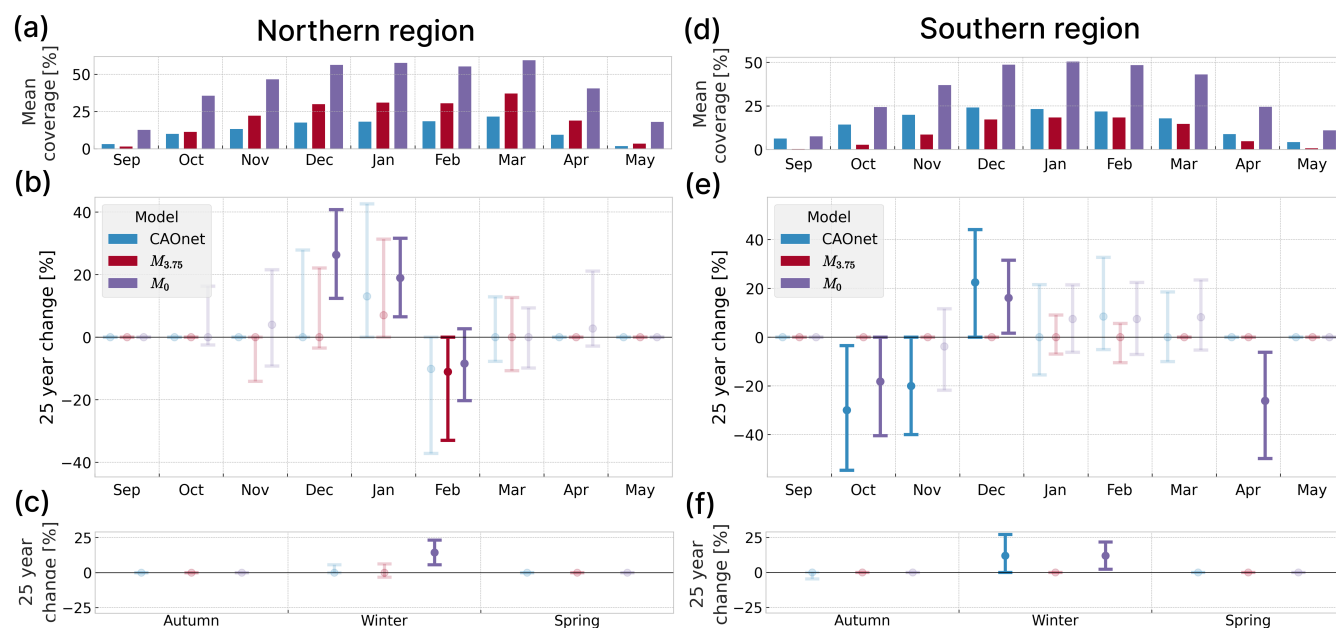 (a)
Northern region
Mean
coverage [%]
50
25
0
Sep Oct Nov Dec Jan Feb Mar Apr May
(b)
25 year change [%]
40
20
0
−20
−40
Model
CAOnet
M3.75
M0
Sep Oct Nov Dec Jan Feb Mar Apr May
(c)
25 year
change [%]
25
0
−25
Autumn Winter Spring
(d)
Southern region
Mean
coverage [%]
50
25
0
Sep Oct Nov Dec Jan Feb Mar Apr May
(e)
25 year change [%]
40
20
0
−20
−40
Model
CAOnet
M3.75
M0
Sep Oct Nov Dec Jan Feb Mar Apr May
(f)
25 year
change [%]
25
0
−25
Autumn Winter Spring